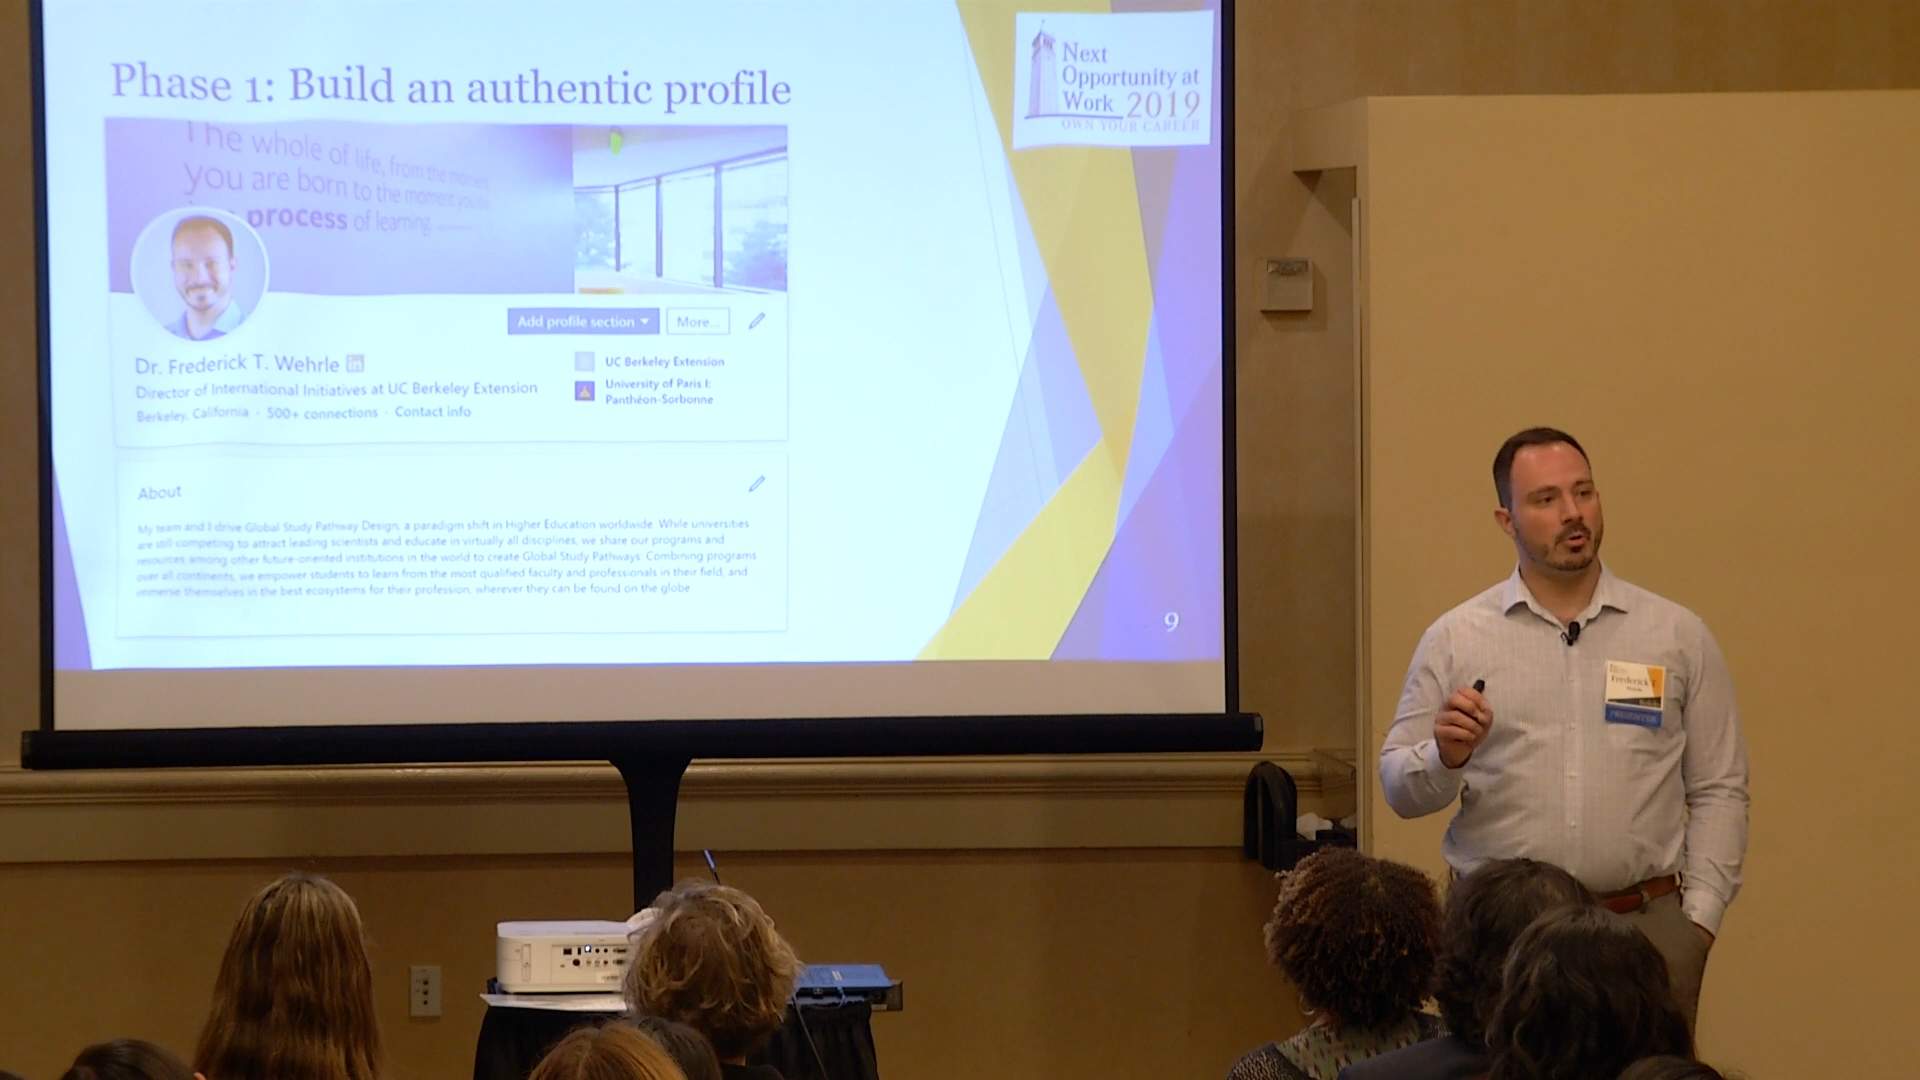 Phase 1: Build an authentic profile
Next
Opportunity at
Work 2019
OWN YOUR CAREER
The whole of life, from the moment
you are born to the moment you die,
process of learning
Add profile section
More...
Dr. Frederick T. Wehrle in
Director of International Initiatives at UC Berkeley Extension
Berkeley, California · 500+ connections · Contact info
UC Berkeley Extension
University of Paris I:
Panthéon-Sorbonne
About
My team and I drive Global Study Pathway Design, a paradigm shift in Higher Education worldwide. While universities
are still competing to attract leading scientists and educate in virtually all disciplines, we share our programs and
resources among other future-oriented institutions in the world to create Global Study Pathways. Combining programs
over all continents, we empower students to learn from the most qualified faculty and professionals in their field, and
immerse themselves in the best ecosystems for their profession, wherever they can be found on the globe
9
Frederick T
Wehrle
PRESENTER